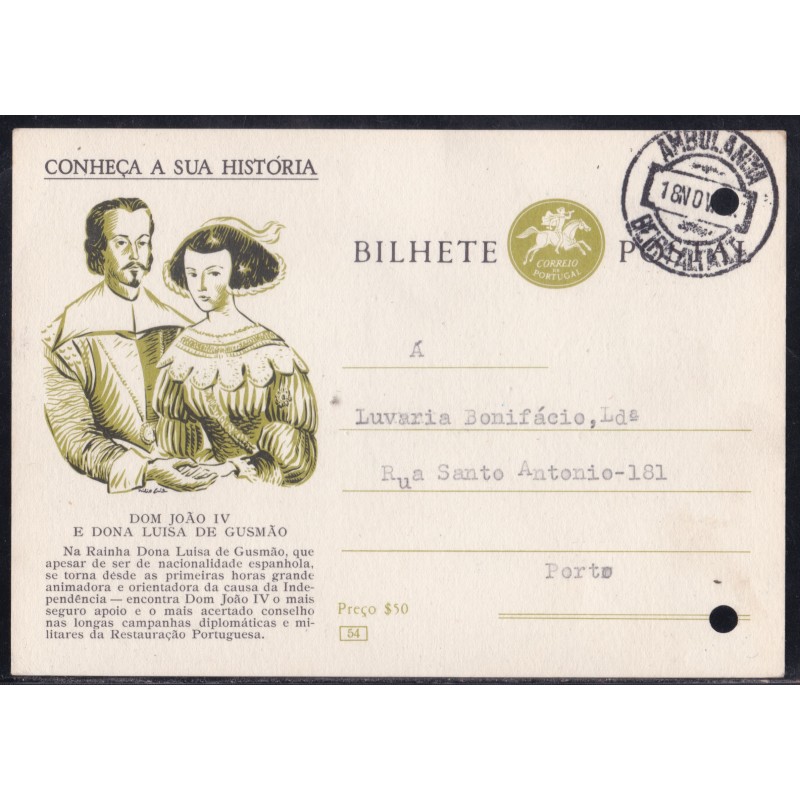 CONHEÇA A SUA HISTÓRIA
DOM JOÃO IV
E DONA LUISA DE GUSMÃO
Na Rainha Dona Luisa de Gusmão, que
apesar de ser de nacionalidade espanhola,
se torna desde as primeiras horas grande
animadora e orientadora da causa da Inde-
pendência — encontra Dom João IV o mais
seguro apoio e o mais acertado conselho
nas longas campanhas diplomáticas e mi-
litares da Restauração Portuguesa.
BILHETE POSTAL
CORREIO
DE
PORTUGAL
AMBULANCIA
18NOV
Á
Luvaria Bonifácio,Ldª
Rua Santo Antonio-181
Porto
Preço $50
54